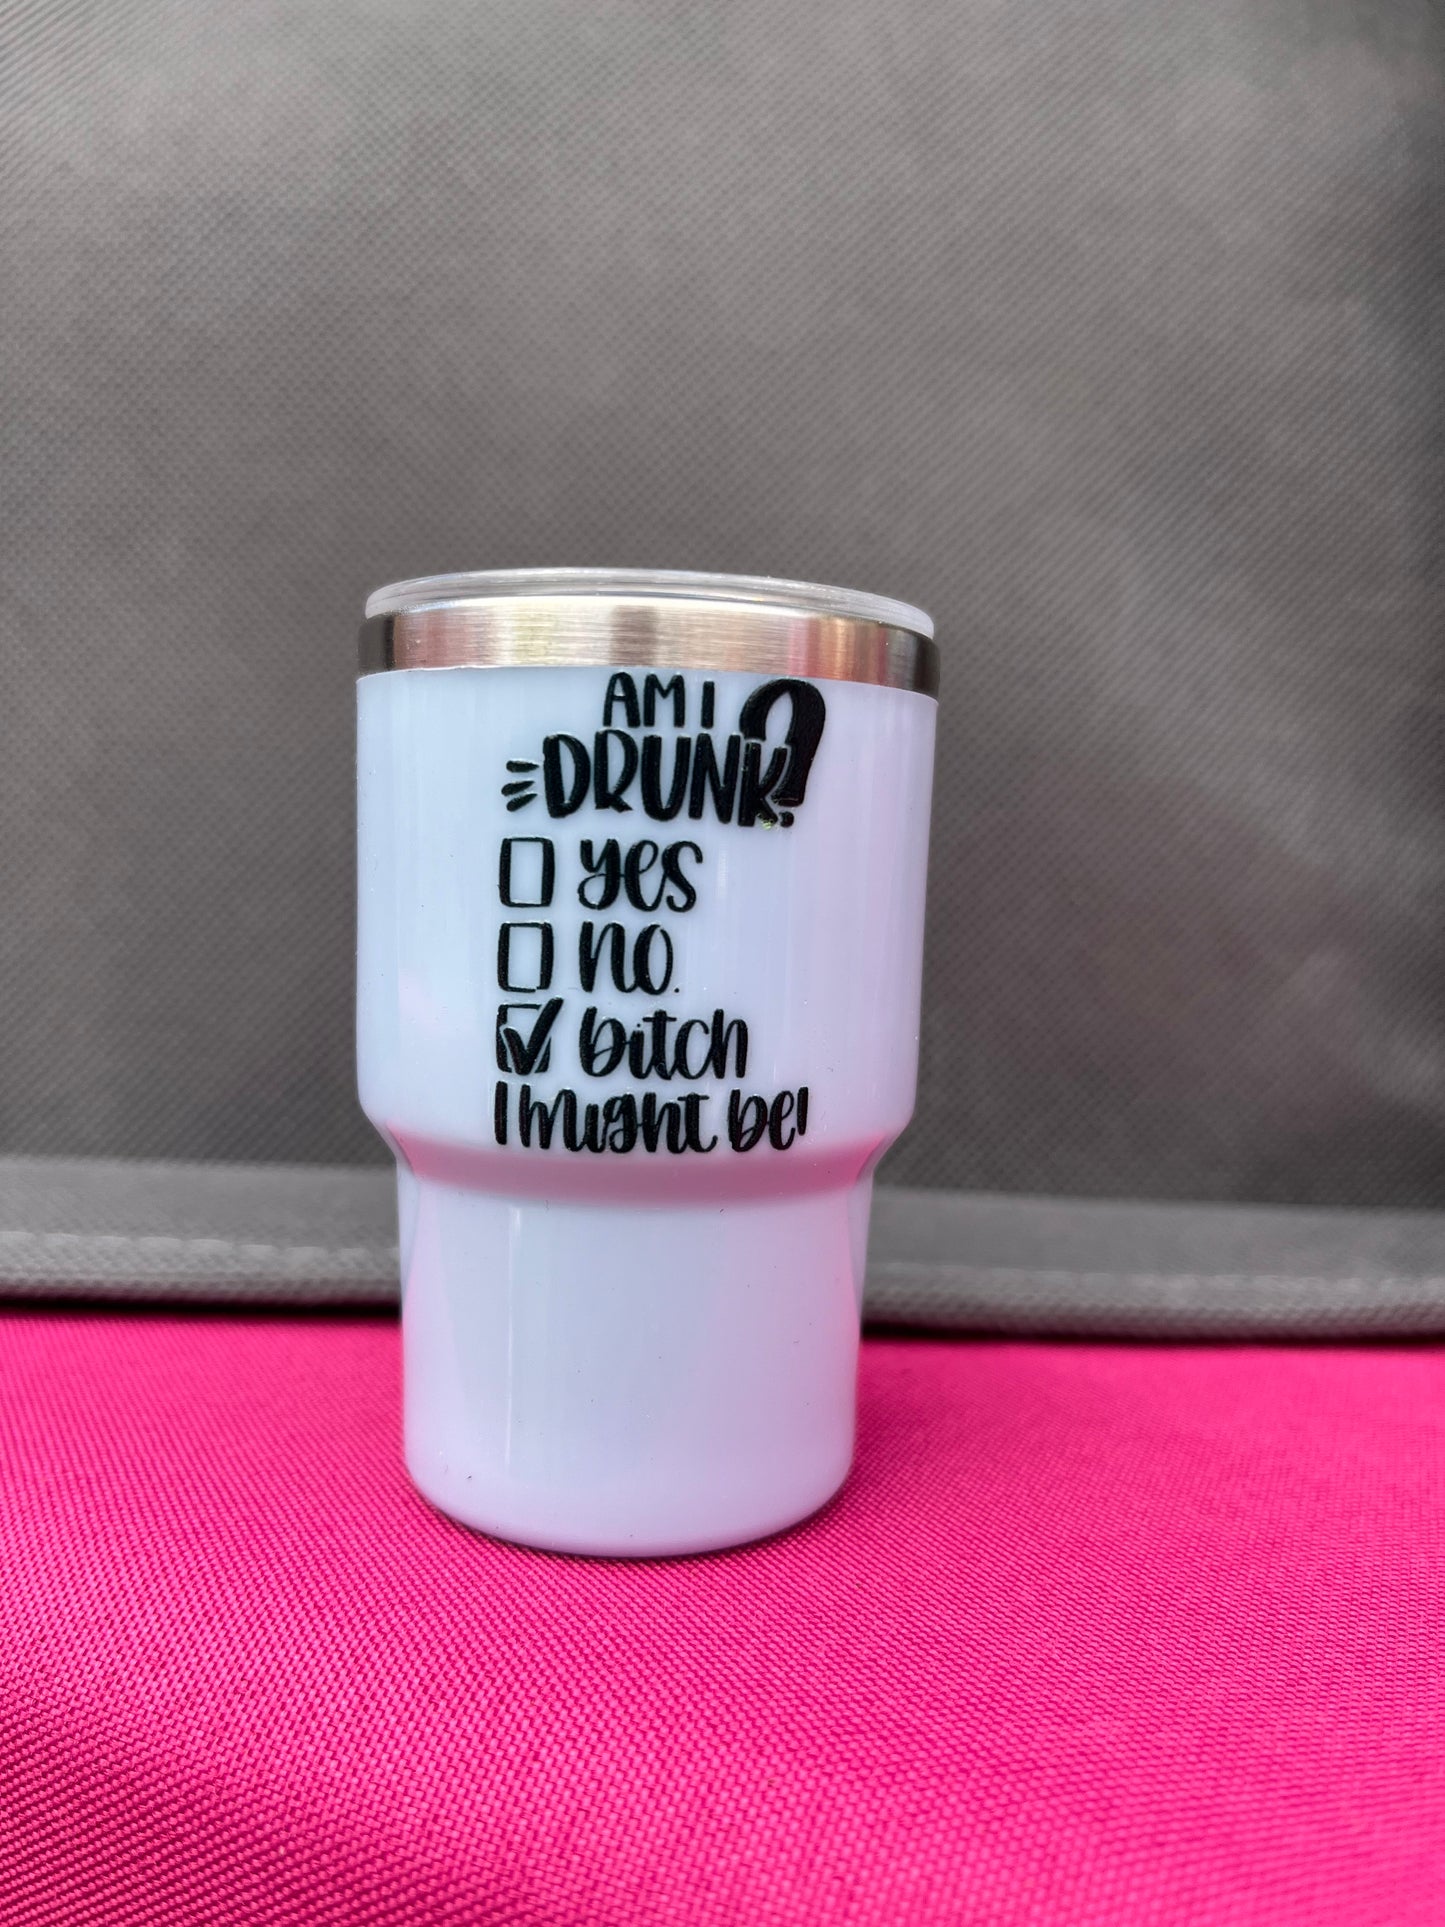 AM I
DRUNK?
yes
no.
bitch
I might be!